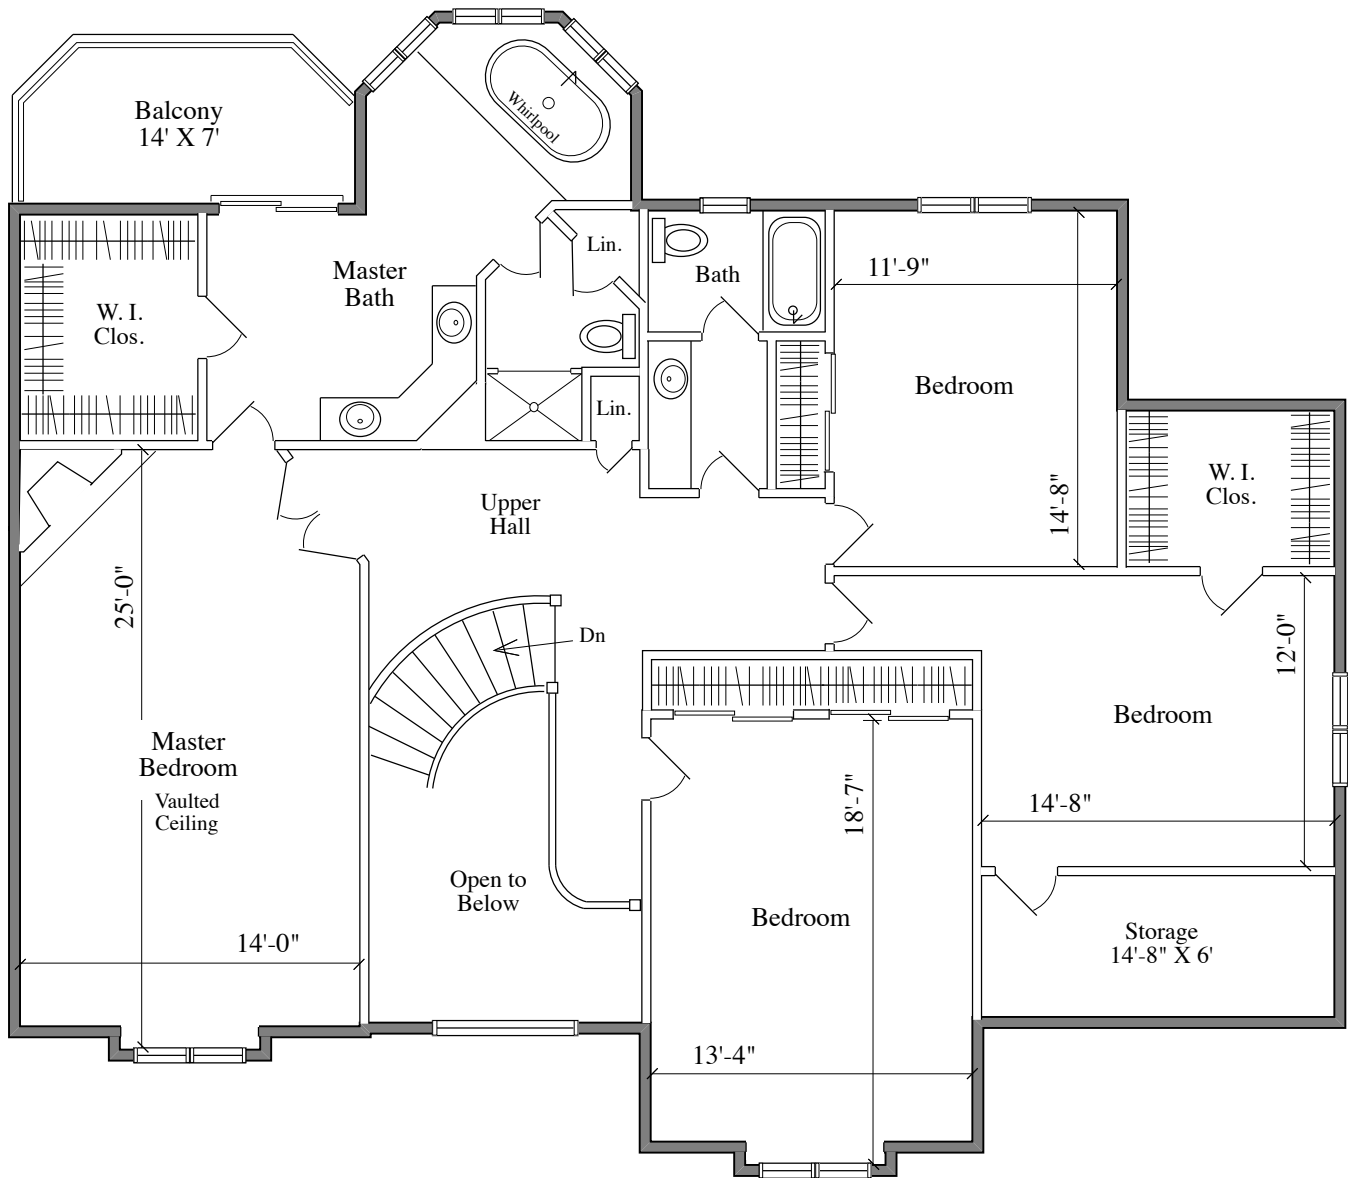 Balcony
14' X 7'
Whirlpool
Lin.
Bath
11'-9"
Master
Bath
W. I.
Clos.
Bedroom
Lin.
14'-8"
W. I.
Clos.
Upper
Hall
25'-0"
Dn
12'-0"
Bedroom
Master
Bedroom
Vaulted
Ceiling
14'-8"
18'-7"
Open to
Below
Bedroom
Storage
14'-8" X 6'
14'-0"
13'-4"